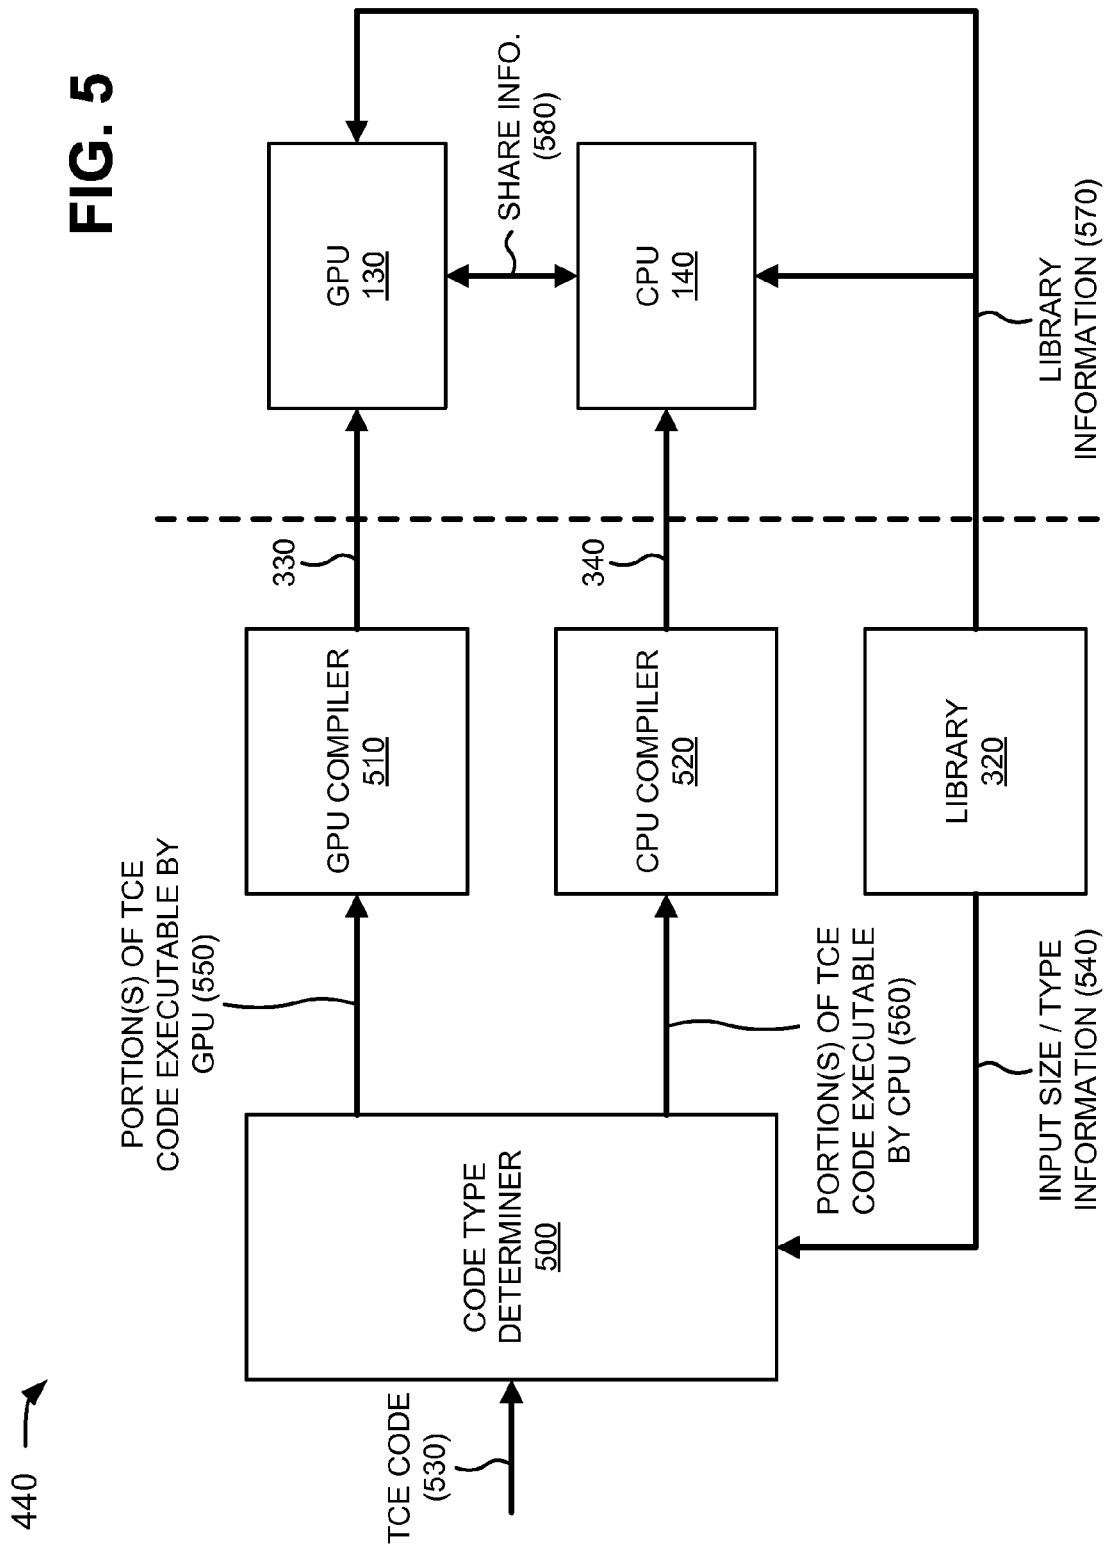 FIG. 5
440
TCE CODE
(530)
CODE TYPE
DETERMINER
500
PORTION(S) OF TCE
CODE EXECUTABLE BY
GPU (550)
GPU COMPILER
510
330
GPU
130
SHARE INFO.
(580)
PORTION(S) OF TCE
CODE EXECUTABLE
BY CPU (560)
CPU COMPILER
520
340
CPU
140
INPUT SIZE / TYPE
INFORMATION (540)
LIBRARY
320
LIBRARY
INFORMATION (570)